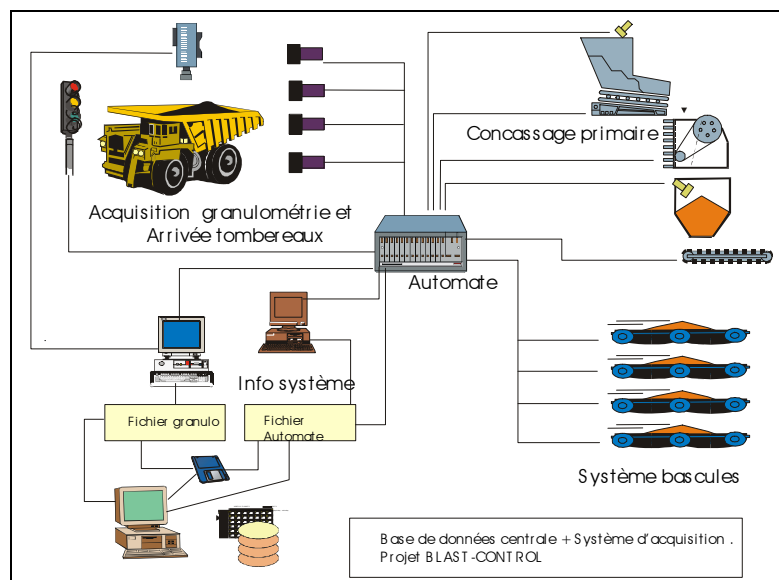 Concassage primaire
Acquisition granulométrie et
Arrivée tombereaux
Automate
Info système
Fichier granulo
Fichier
Automate
Système bascules
Base de données centrale + Système d'acquisition .
Projet BLAST-CONTROL